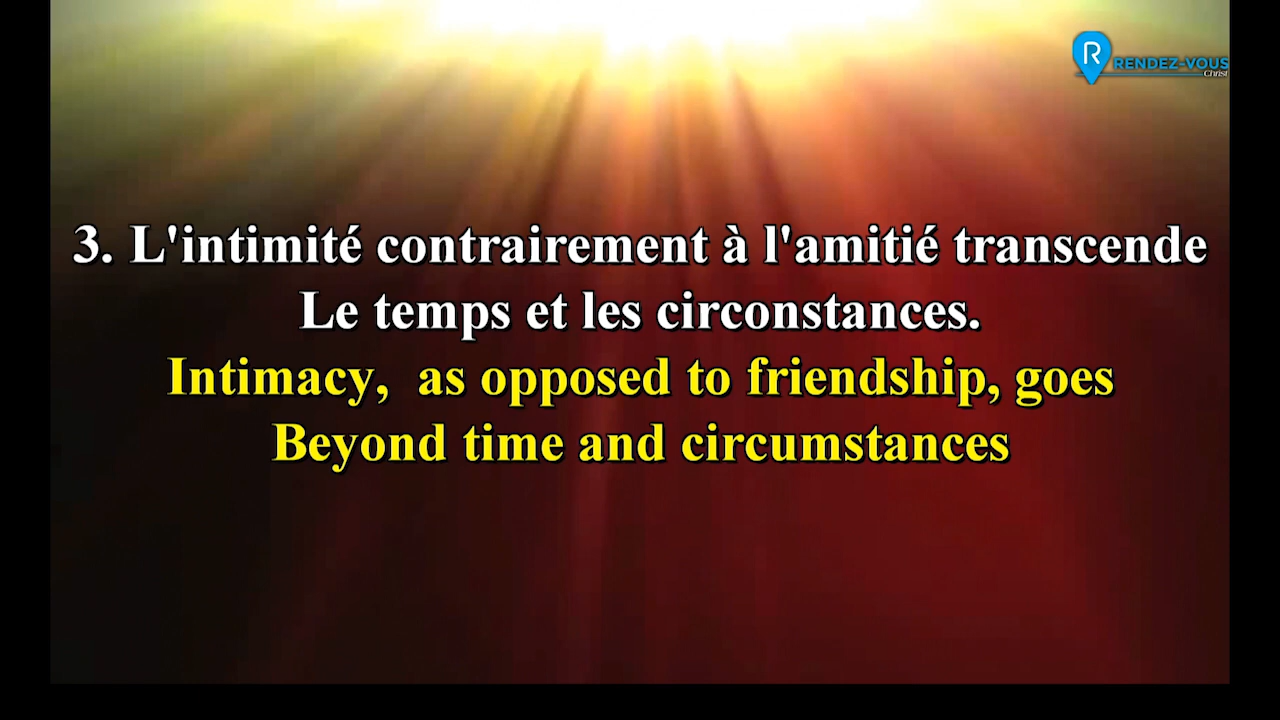 RENDEZ-VOUS
Christ
3. L'intimité contrairement à l'amitié transcende
Le temps et les circonstances.
Intimacy,  as opposed to friendship, goes
Beyond time and circumstances